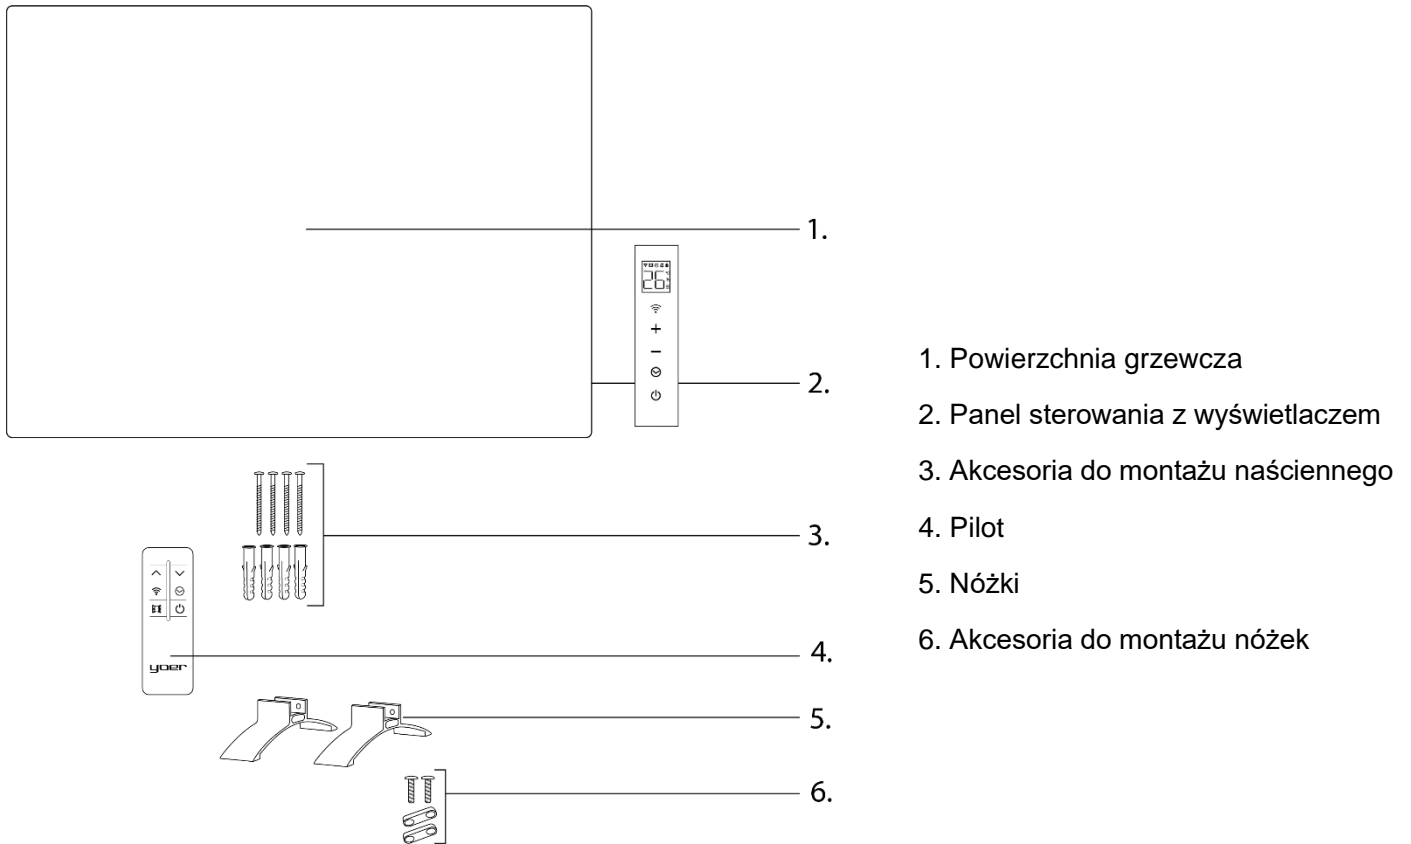 1.
26
2.
3.
yoer
4.
5.
6.
1. Powierzchnia grzewcza
2. Panel sterowania z wyświetlaczem
3. Akcesoria do montażu naściennego
4. Pilot
5. Nóżki
6. Akcesoria do montażu nóżek